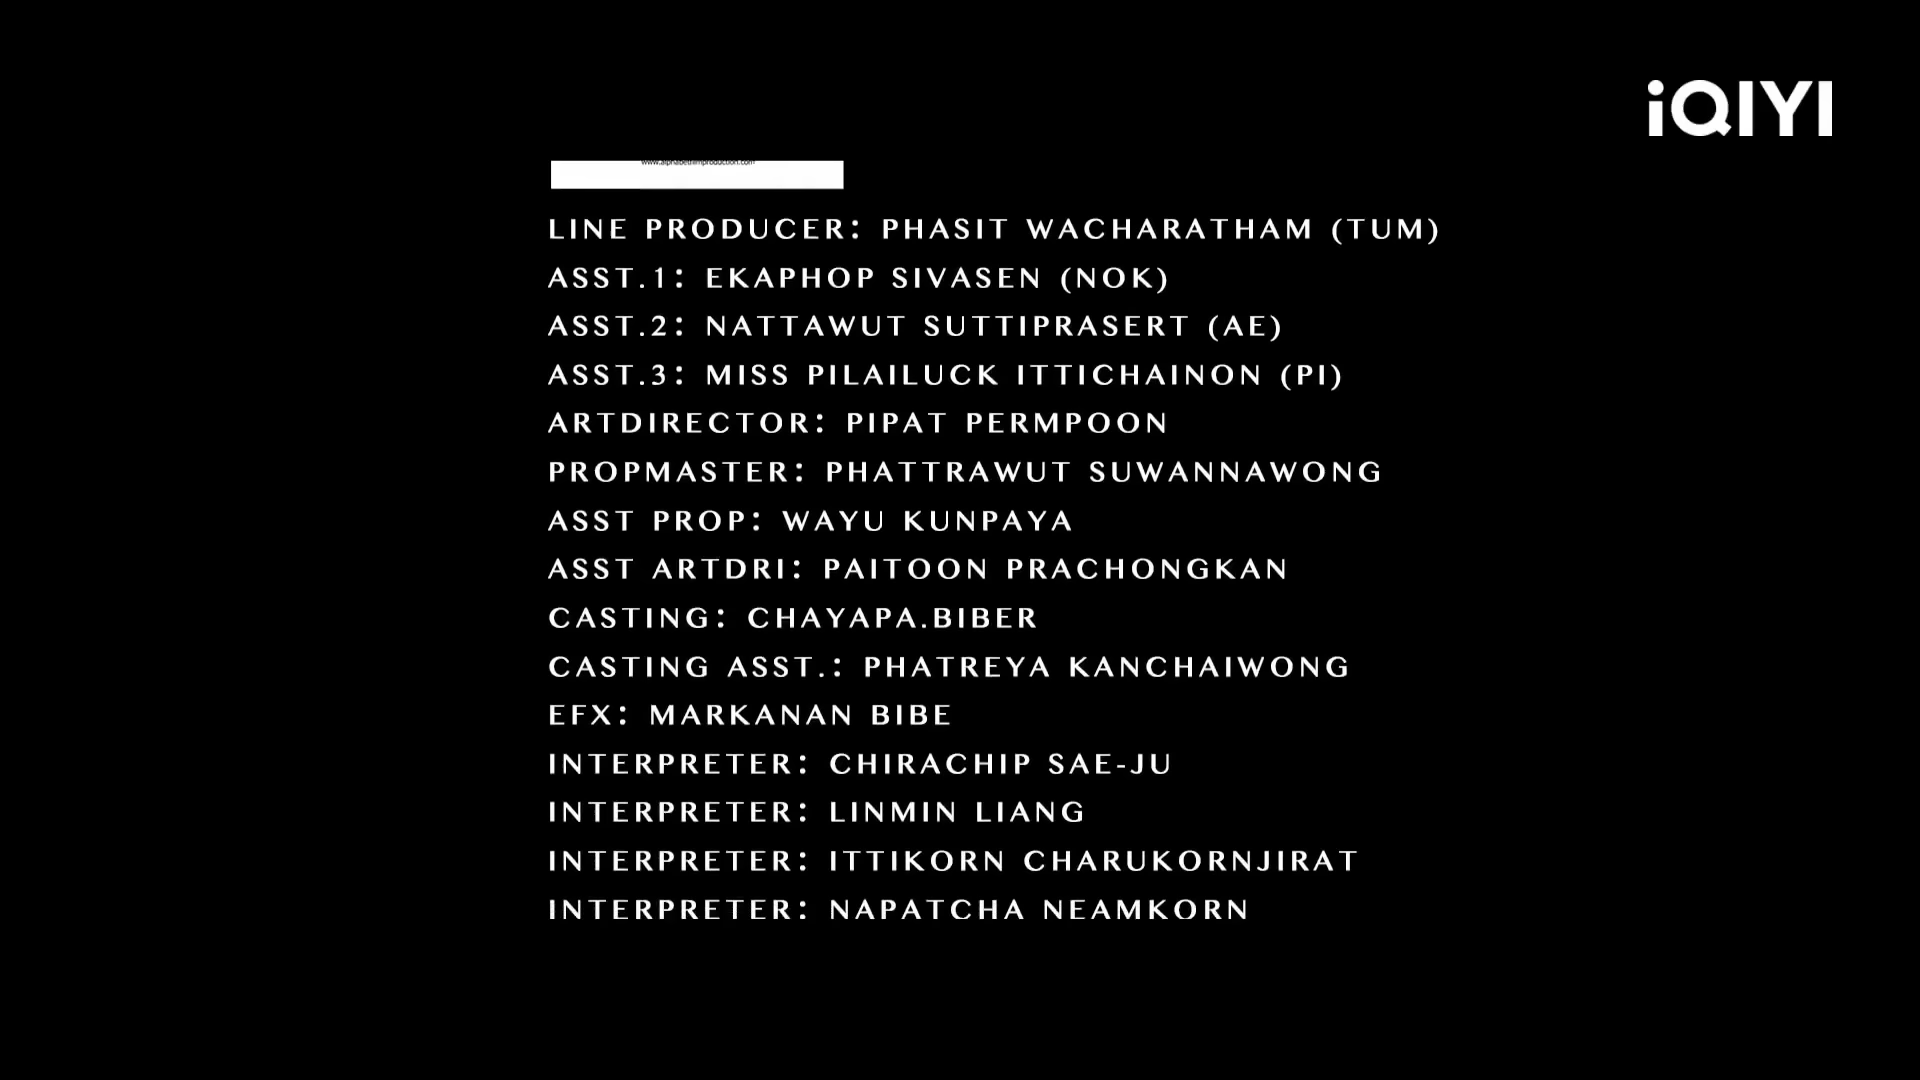 iQIYI
www.alphabetfilmproduction.com
LINE PRODUCER: PHASIT WACHARATHAM (TUM)
ASST.1: EKAPHOP SIVASEN (NOK)
ASST.2: NATTAWUT SUTTIPRASERT (AE)
ASST.3: MISS PILAILUCK ITTICHAINON (PI)
ARTDIRECTOR: PIPAT PERMPOON
PROPMASTER: PHATTRAWUT SUWANNAWONG
ASST PROP: WAYU KUNPAYA
ASST ARTDRI: PAITOON PRACHONGKAN
CASTING: CHAYAPA.BIBER
CASTING ASST.: PHATREYA KANCHAIWONG
EFX: MARKANAN BIBE
INTERPRETER: CHIRACHIP SAE-JU
INTERPRETER: LINMIN LIANG
INTERPRETER: ITTIKORN CHARUKORNJIRAT
INTERPRETER: NAPATCHA NEAMKORN